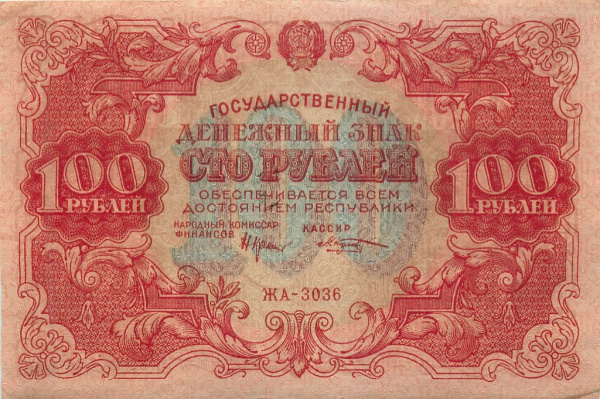 ГОСУДАРСТВЕННЫЙ
ДЕНЕЖНЫЙ ЗНАК
СТО РУБЛЕЙ
100
РУБЛЕЙ
100
100
РУБЛЕЙ
ОБЕСПЕЧИВАЕТСЯ ВСЕМ
ДОСТОЯНИЕМ РЕСПУБЛИКИ
НАРОДНЫЙ КОМИССАР
ФИНАНСОВ
КАССИР
ЖА-3036